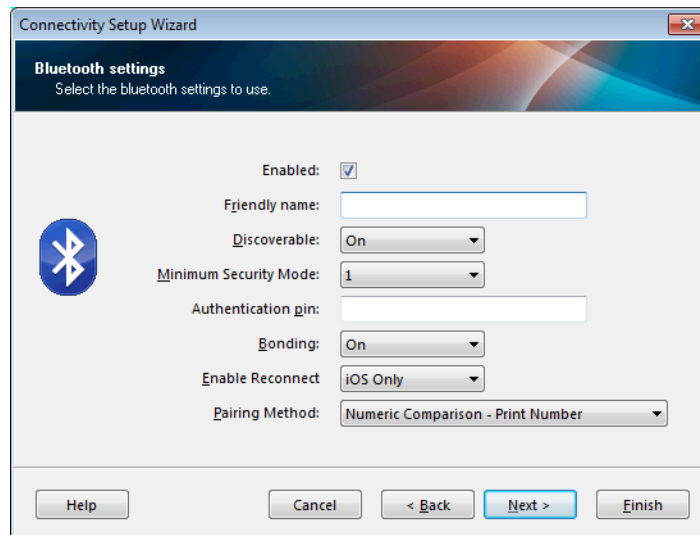 Connectivity Setup Wizard
Bluetooth settings
Select the bluetooth settings to use.
Enabled:
Friendly name:
Discoverable: On
Minimum Security Mode: 1
Authentication pin:
Bonding: On
Enable Reconnect iOS Only
Pairing Method: Numeric Comparison - Print Number
Help Cancel < Back Next > Finish